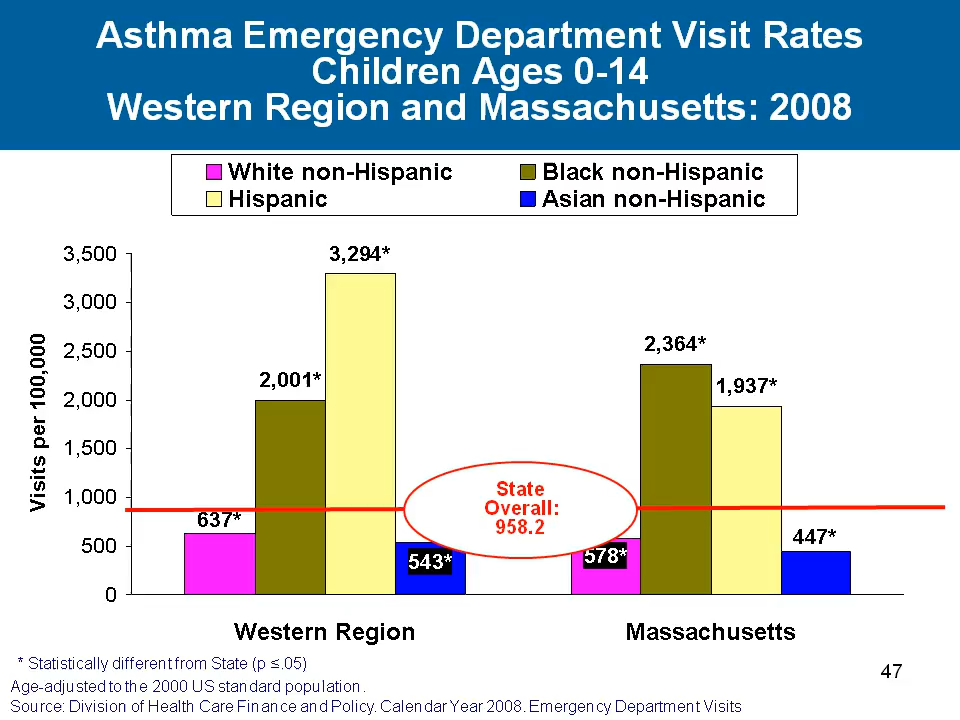 Asthma Emergency Department Visit Rates
Children Ages 0-14
Western Region and Massachusetts: 2008
White non-Hispanic
Black non-Hispanic
Hispanic
Asian non-Hispanic
Visits per 100,000
3,500
3,000
2,500
2,000
1,500
1,000
500
0
637*
2,001*
3,294*
543*
State
Overall:
958.2
578*
2,364*
1,937*
447*
Western Region
Massachusetts
* Statistically different from State (p ≤.05)
Age-adjusted to the 2000 US standard population.
Source: Division of Health Care Finance and Policy. Calendar Year 2008. Emergency Department Visits
47